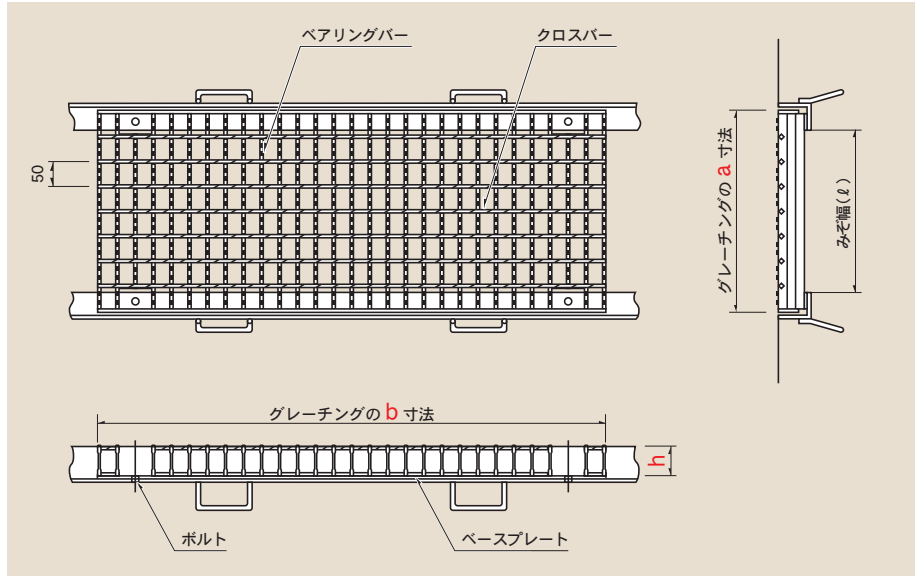 ベアリングバー
クロスバー
50
グレーチングの a 寸法
みぞ幅(ℓ)
グレーチングの b 寸法
h
ボルト
ベースプレート